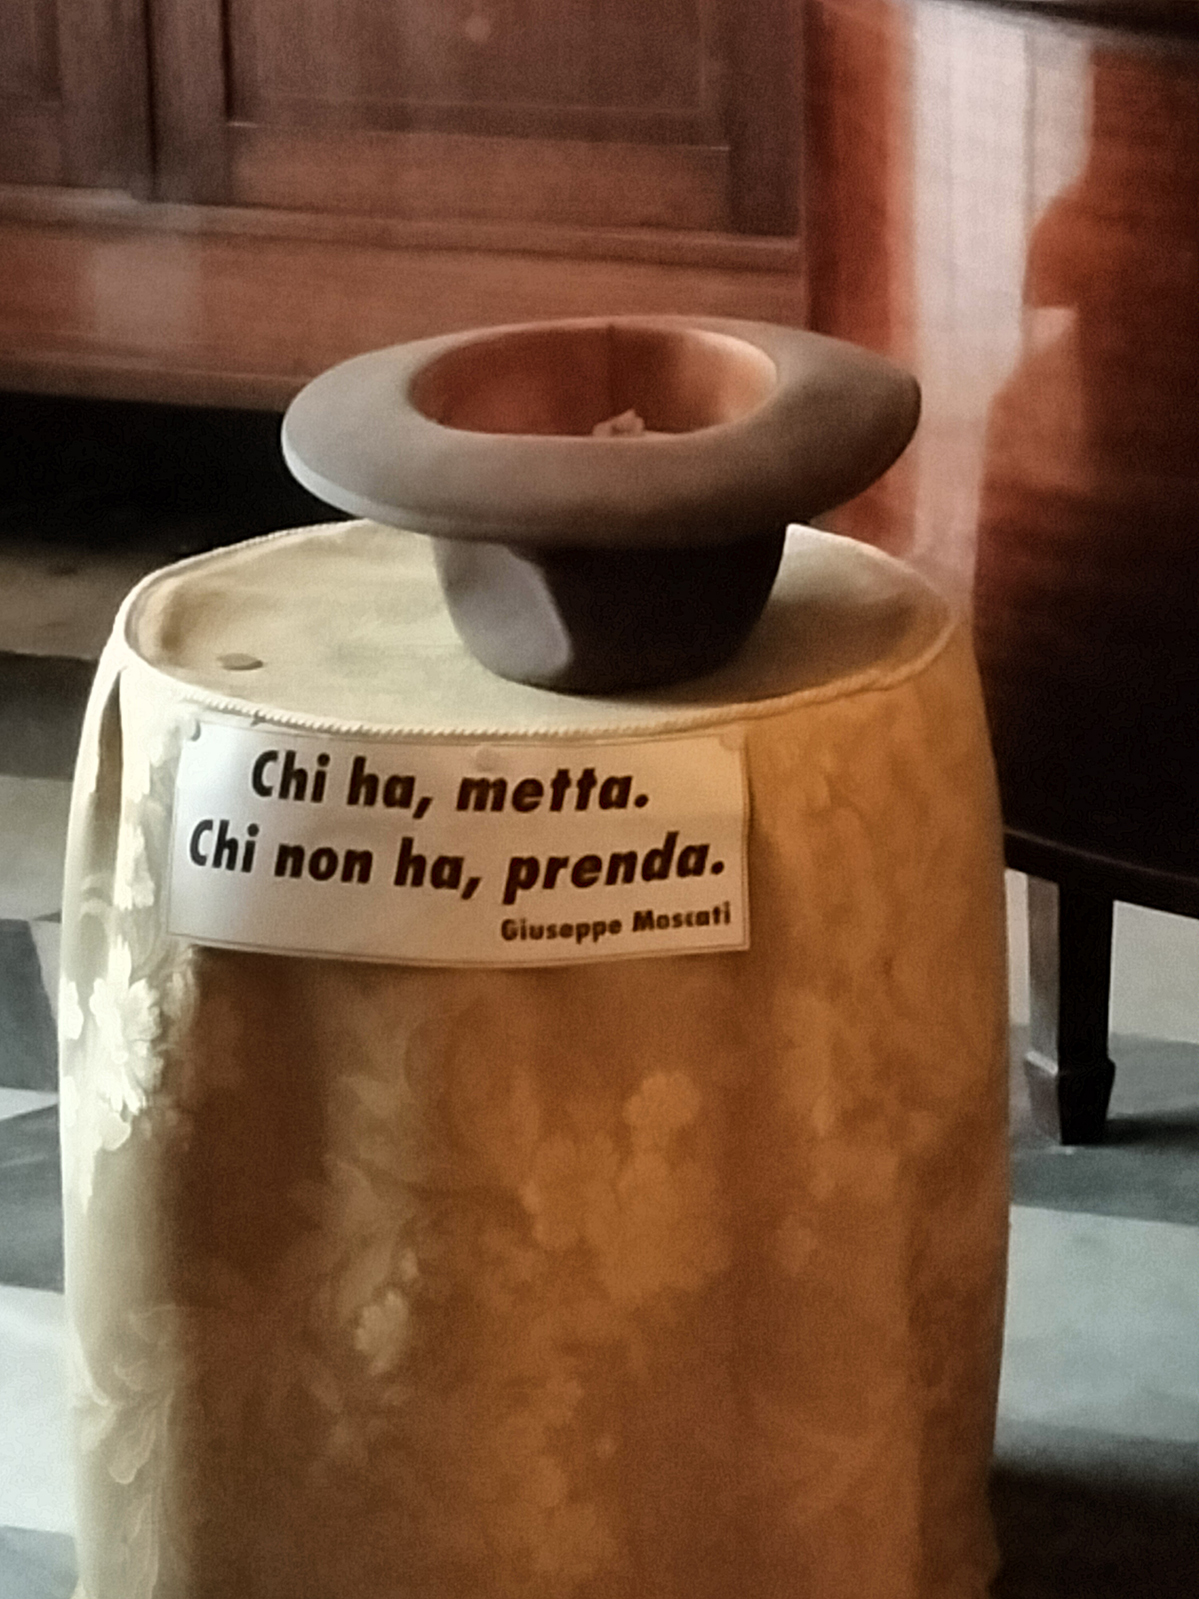 Chi ha, metta.
Chi non ha, prenda.
Giuseppe Moscati